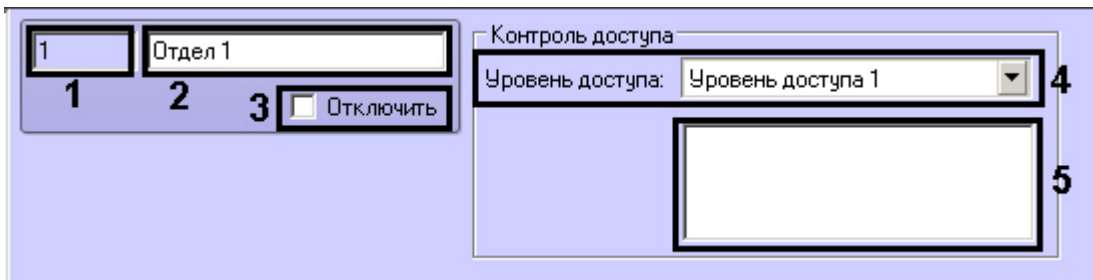 1
Отдел 1
1
2
3
Отключить
Контроль доступа
Уровень доступа:
Уровень доступа 1
4
5